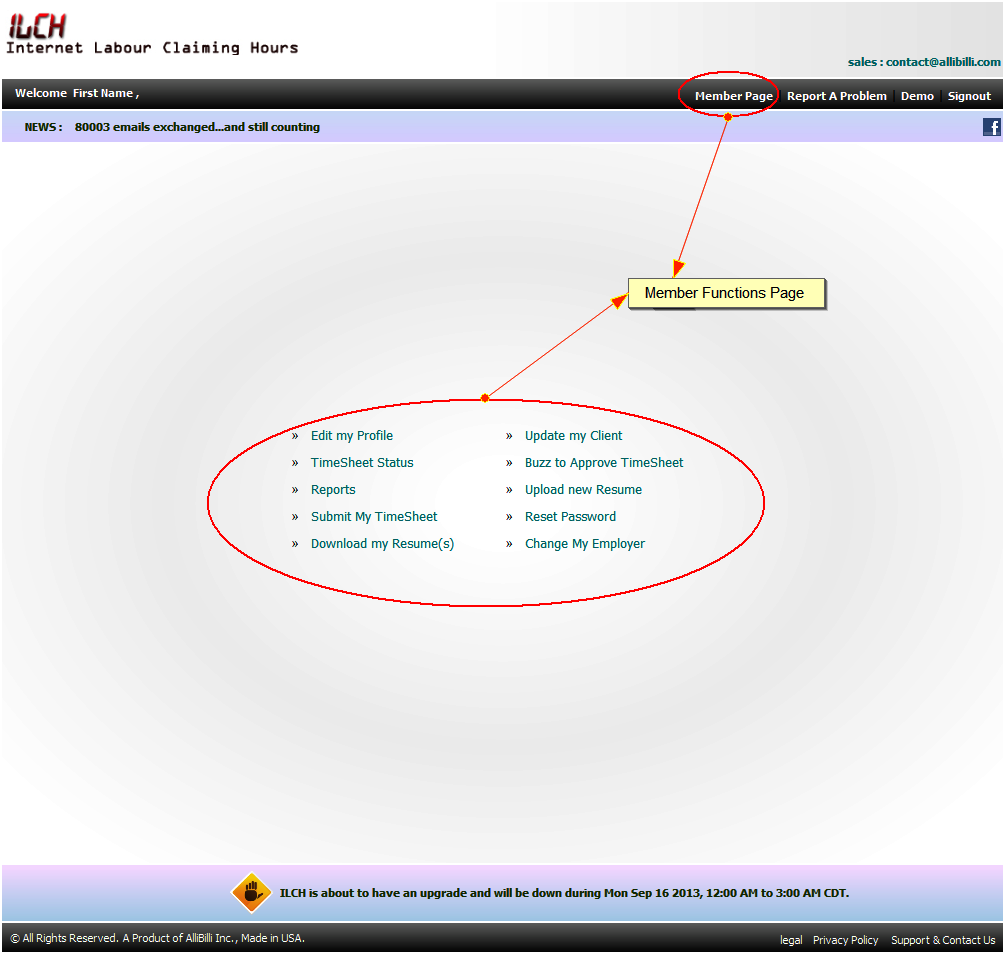 ILCH
Internet Labour Claiming Hours
sales : contact@allibilli.com
Welcome First Name ,
Member Page Report A Problem Demo Signout
NEWS : 80003 emails exchanged...and still counting
f
Member Functions Page
» Edit my Profile » Update my Client
» TimeSheet Status » Buzz to Approve TimeSheet
» Reports » Upload new Resume
» Submit My TimeSheet » Reset Password
» Download my Resume(s) » Change My Employer
ILCH is about to have an upgrade and will be down during Mon Sep 16 2013, 12:00 AM to 3:00 AM CDT.
© All Rights Reserved. A Product of AlliBilli Inc., Made in USA.
legal Privacy Policy Support & Contact Us